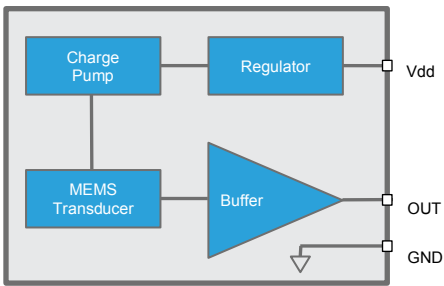 Charge
Pump
Regulator
Vdd
MEMS
Transducer
Buffer
OUT
GND